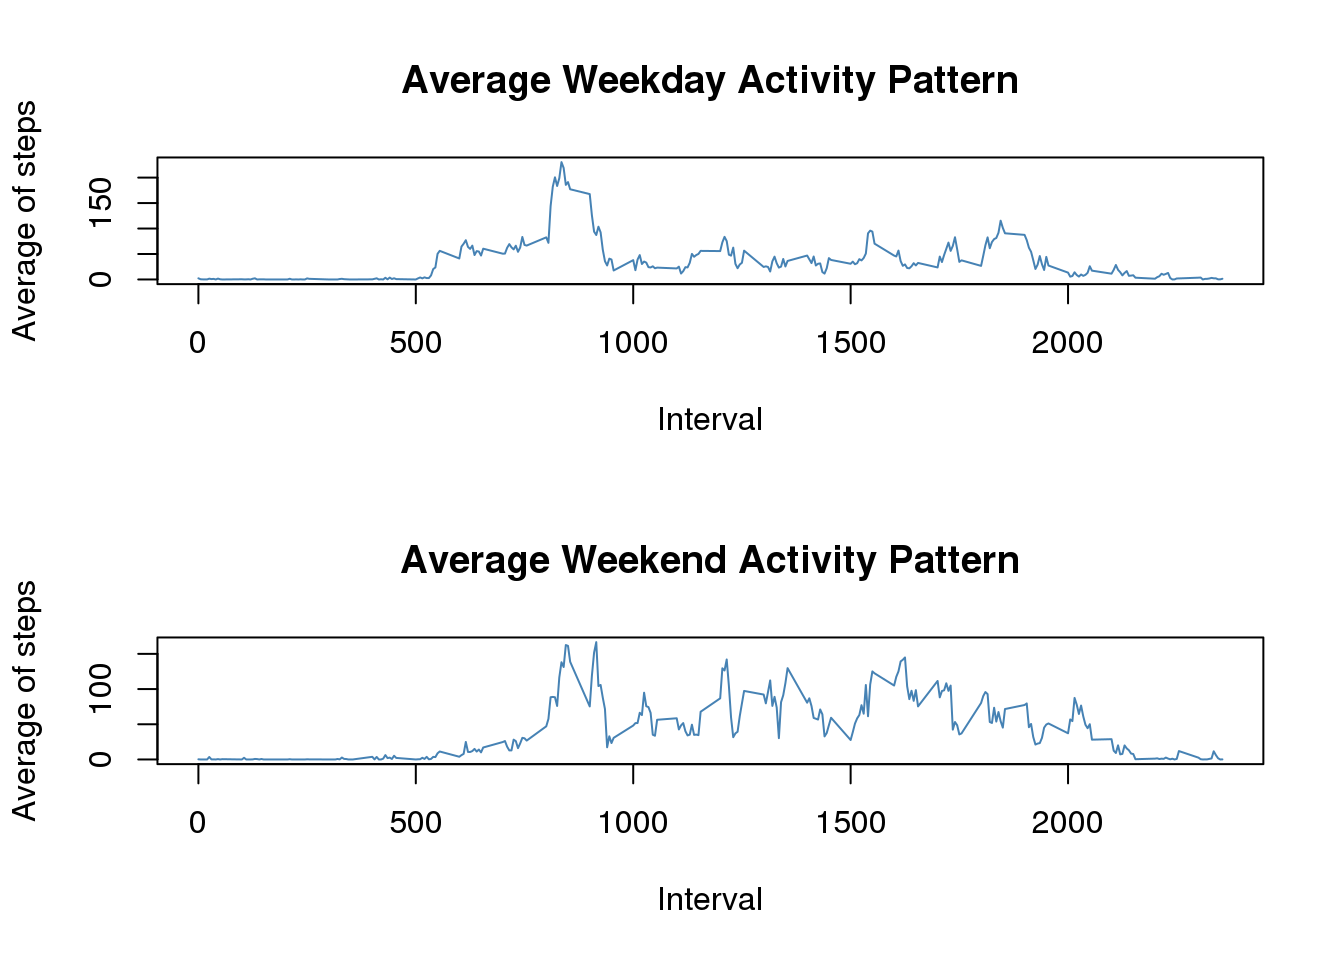 Average Weekday Activity Pattern
Average of steps
150
0
0 500 1000 1500 2000
Interval
Average Weekend Activity Pattern
Average of steps
100
0
0 500 1000 1500 2000
Interval